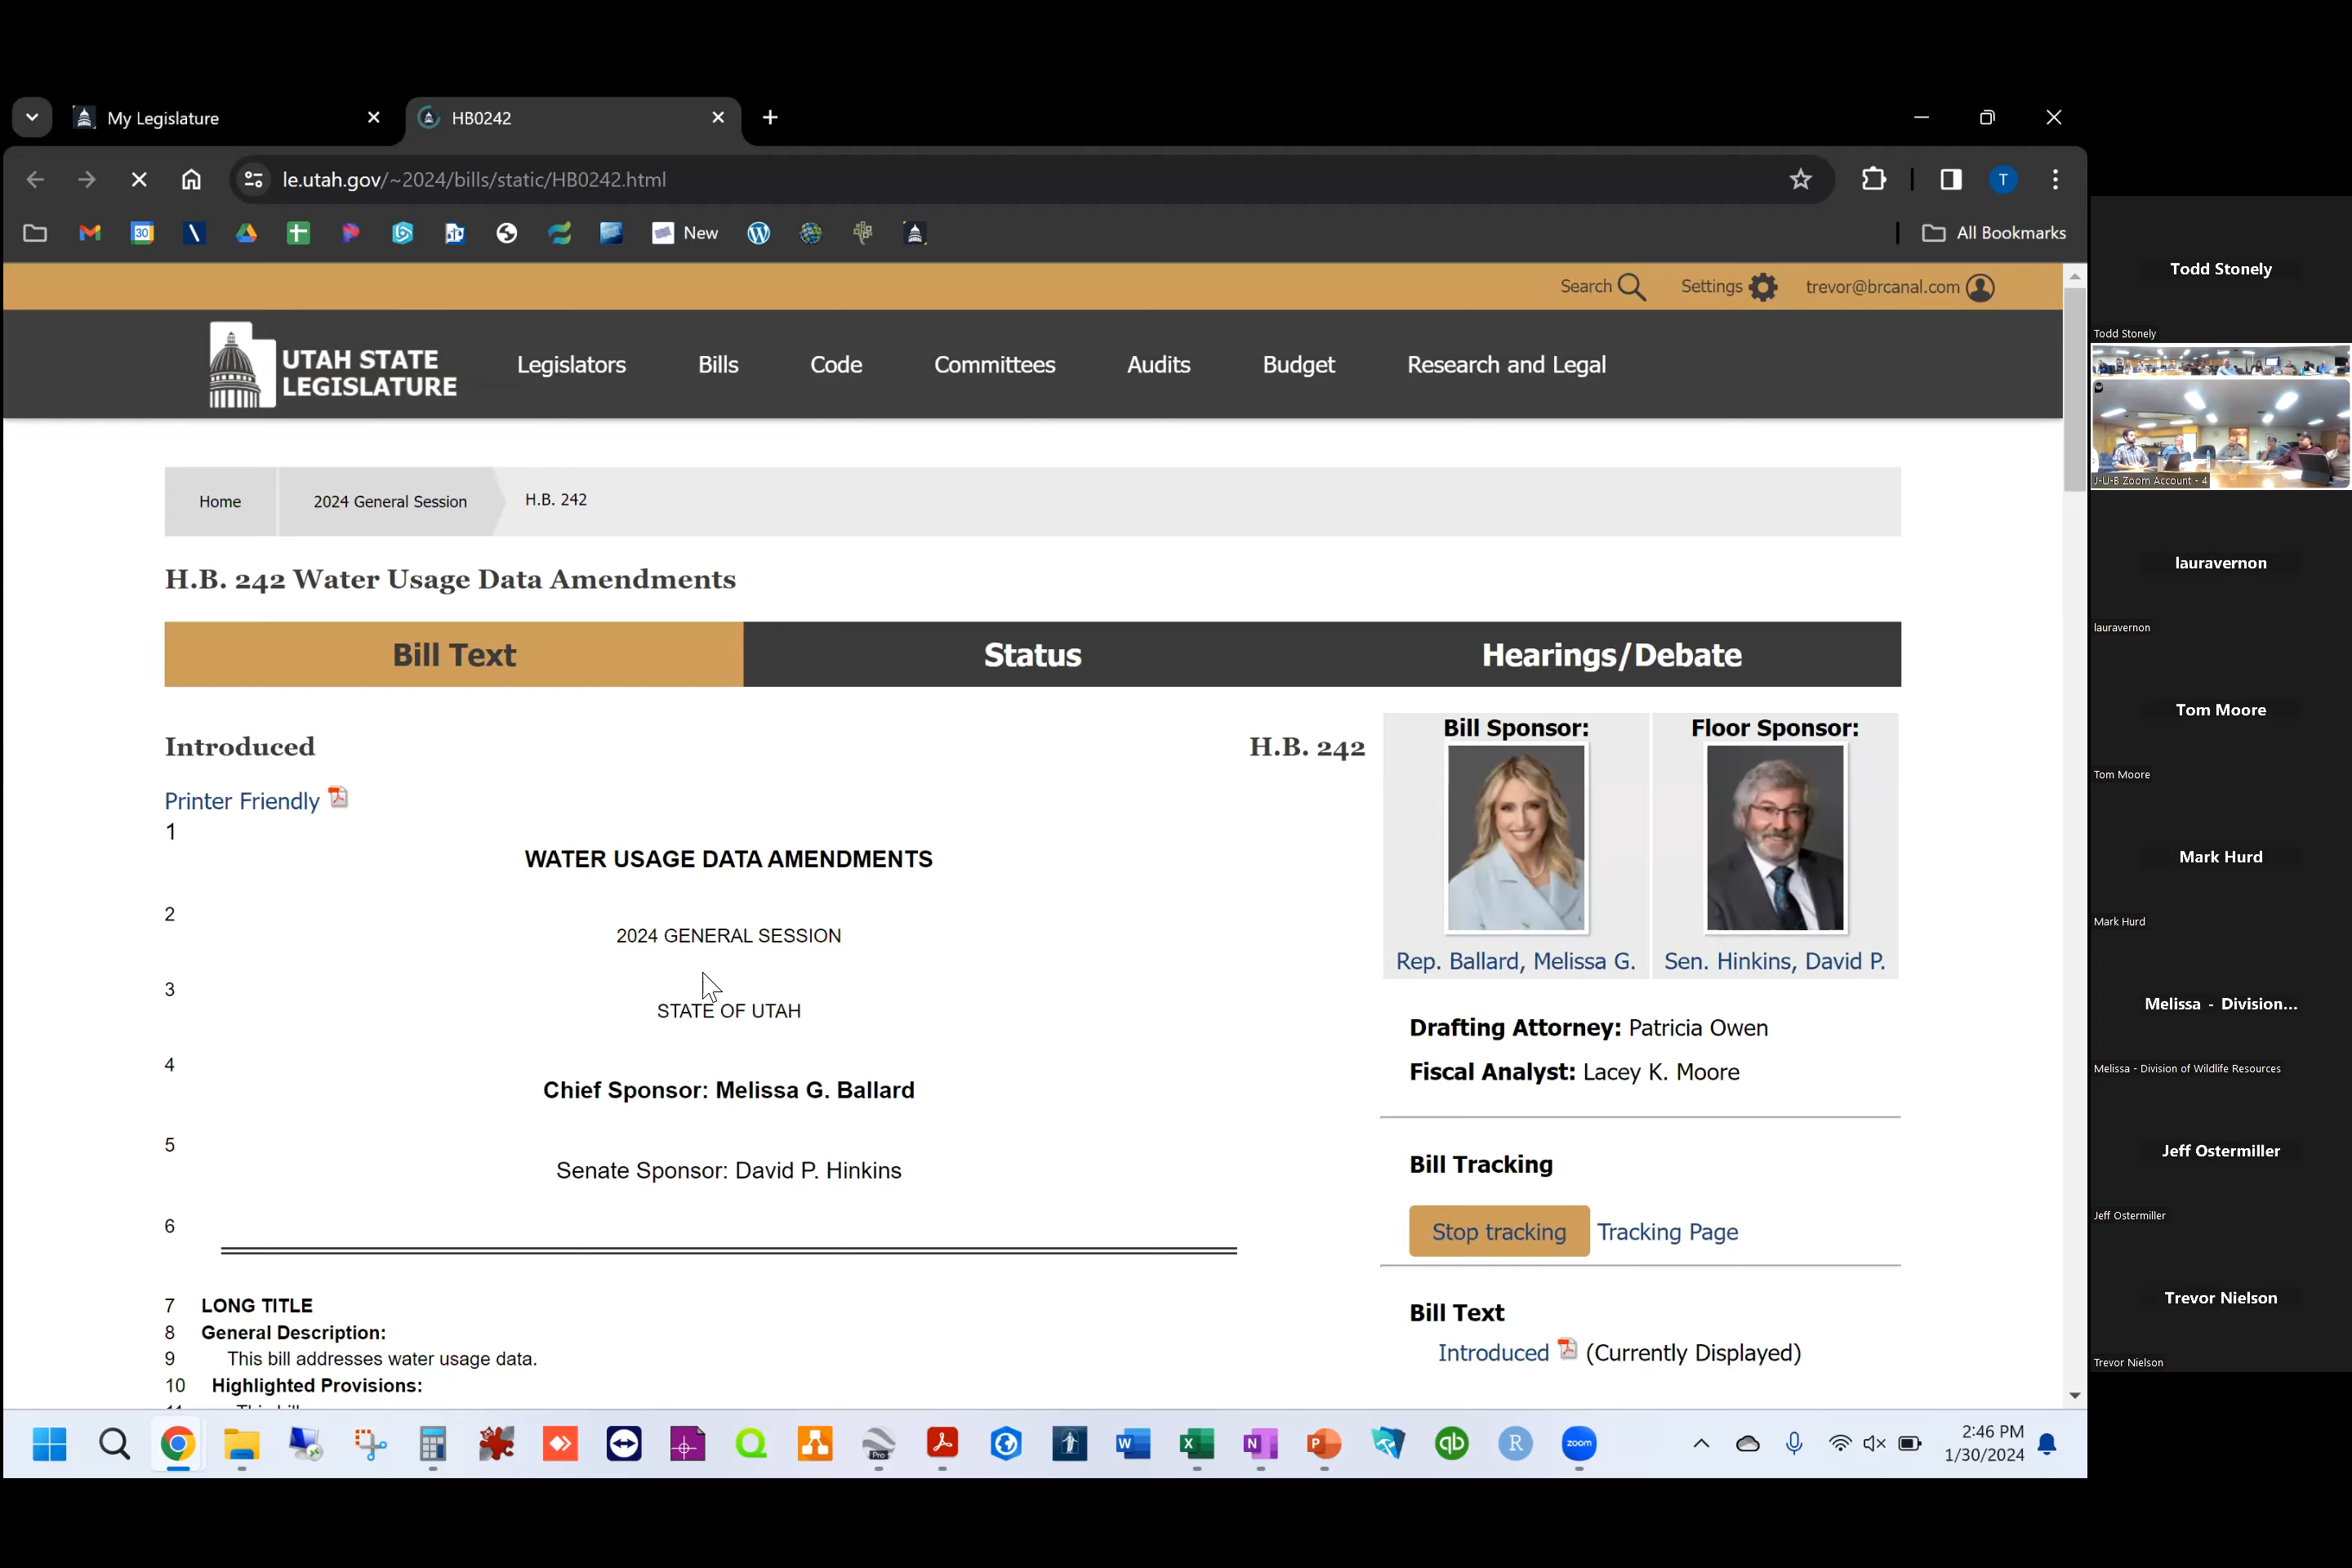 My Legislature
HB0242
le.utah.gov/~2024/bills/static/HB0242.html
New
All Bookmarks
Search
Settings
trevor@brcanal.com
UTAH STATE
LEGISLATURE
Legislators
Bills
Code
Committees
Audits
Budget
Research and Legal
Home
2024 General Session
H.B. 242
H.B. 242 Water Usage Data Amendments
Bill Text
Status
Hearings/Debate
Introduced
H.B. 242
Printer Friendly
1
WATER USAGE DATA AMENDMENTS
2
2024 GENERAL SESSION
3
STATE OF UTAH
4
Chief Sponsor: Melissa G. Ballard
5
Senate Sponsor: David P. Hinkins
6
7 LONG TITLE
8 General Description:
9 This bill addresses water usage data.
10 Highlighted Provisions:
Bill Sponsor:
Rep. Ballard, Melissa G.
Floor Sponsor:
Sen. Hinkins, David P.
Drafting Attorney: Patricia Owen
Fiscal Analyst: Lacey K. Moore
Bill Tracking
Stop tracking
Tracking Page
Bill Text
Introduced (Currently Displayed)
Todd Stonely
Todd Stonely
J-U-B Zoom Account - 4
lauravernon
lauravernon
Tom Moore
Tom Moore
Mark Hurd
Mark Hurd
Melissa - Division...
Melissa - Division of Wildlife Resources
Jeff Ostermiller
Jeff Ostermiller
Trevor Nielson
Trevor Nielson
zoom
2:46 PM
1/30/2024